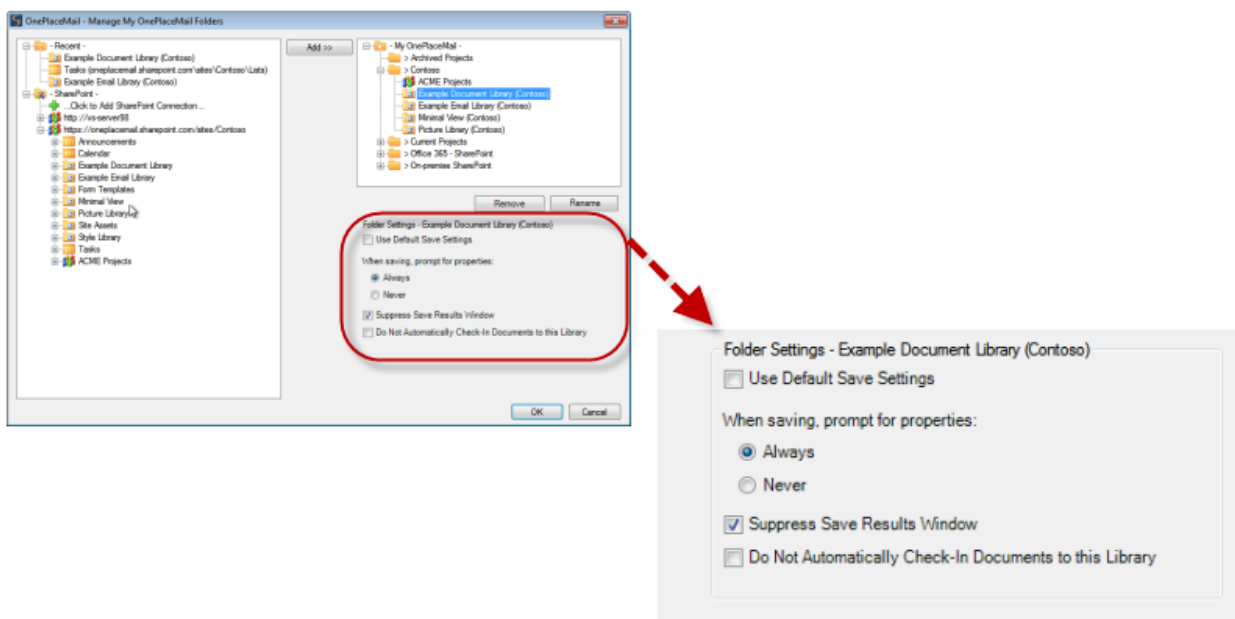 OnePlaceMail - Manage My OnePlaceMail Folders
- Recent -
Example Document Library (Contoso)
Tasks (oneplacemail.sharepoint.com\sites\Contoso\Lists)
Example Email Library (Contoso)
- SharePoint -
...Click to Add SharePoint Connection...
http://vs-server98
https://oneplacemail.sharepoint.com/sites/Contoso
Announcements
Calendar
Example Document Library
Example Email Library
Form Templates
Minimal View
Picture Library
Site Assets
Style Library
Tasks
ACME Projects
Add >>
- My OnePlaceMail -
> Archived Projects
> Contoso
ACME Projects
Example Document Library (Contoso)
Example Email Library (Contoso)
Minimal View (Contoso)
Picture Library (Contoso)
> Current Projects
> Office 365 - SharePoint
> On-premise SharePoint
Remove
Rename
Folder Settings - Example Document Library (Contoso)
Use Default Save Settings
When saving, prompt for properties:
Always
Never
Suppress Save Results Window
Do Not Automatically Check-In Documents to this Library
OK
Cancel
Folder Settings - Example Document Library (Contoso)
Use Default Save Settings
When saving, prompt for properties:
Always
Never
Suppress Save Results Window
Do Not Automatically Check-In Documents to this Library